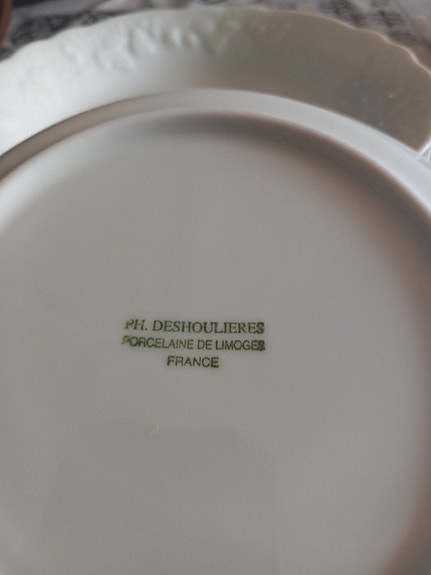 PH. DESHOULIERES
PORCELAINE DE LIMOGES
FRANCE